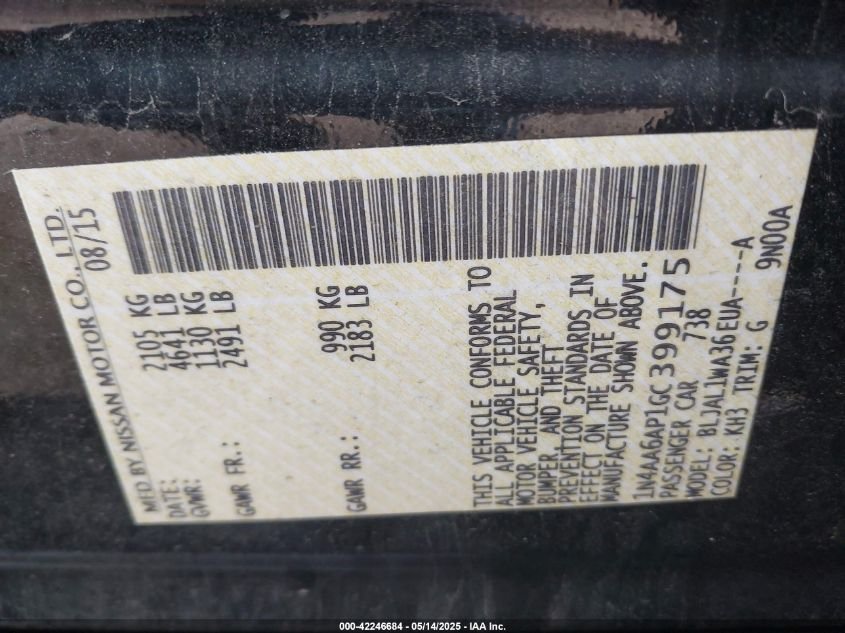 MFD BY NISSAN MOTOR CO., LTD.
DATE: 08/15
GVWR: 2105 KG
4641 LB
GAWR FR.: 1130 KG
2491 LB
GAWR RR.: 990 KG
2183 LB
THIS VEHICLE CONFORMS TO
ALL APPLICABLE FEDERAL
MOTOR VEHICLE SAFETY,
BUMPER, AND THEFT
PREVENTION STANDARDS IN
EFFECT ON THE DATE OF
MANUFACTURE SHOWN ABOVE.
1N4AA6AP1GC399175
PASSENGER CAR 738
MODEL: BLJAL1WA36EUA----A
COLOR: KH3 TRIM: G 9N00A
000-42246684 - 05/14/2025 - IAA Inc.